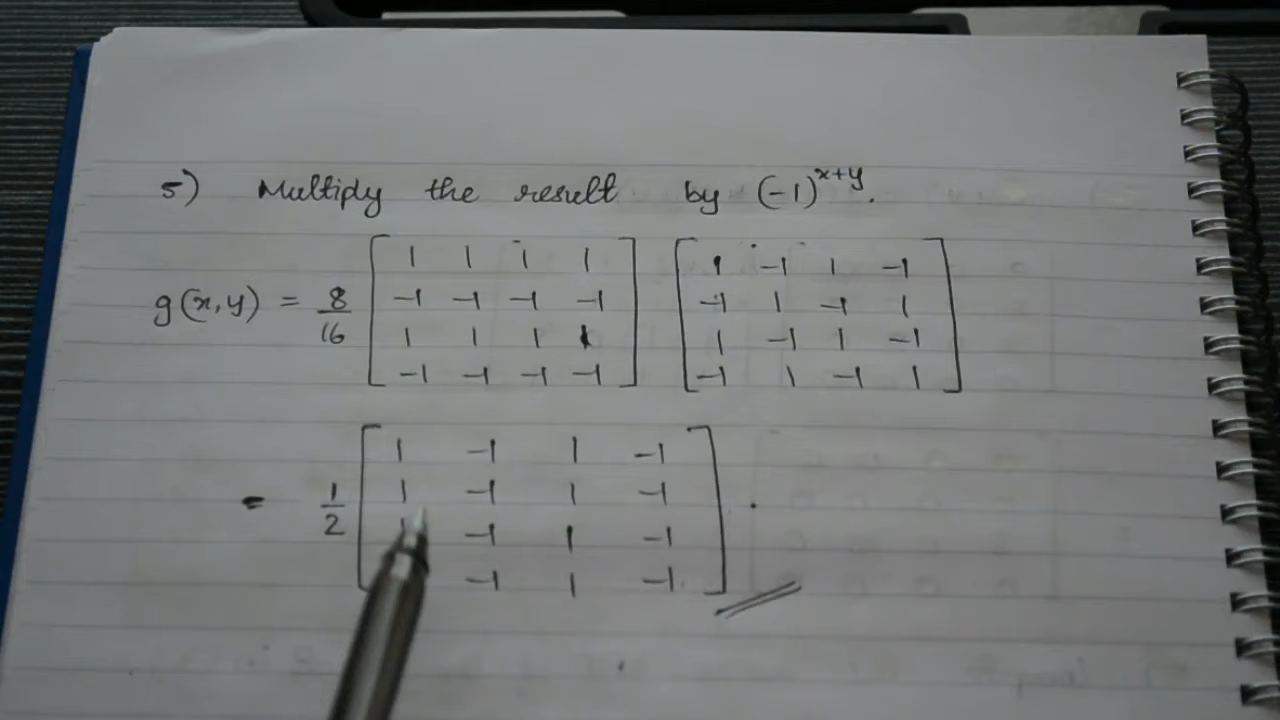 5) Multiply the result by (-1)^{x+y}.
1 1 1 1 1 -1 1 -1
-1 -1 -1 -1 -1 1 -1 1
g(x,y) = 8/16
1 1 1 1 1 -1 1 -1
-1 -1 -1 -1 -1 1 -1 1
1 -1 1 -1
1 -1 1 -1
= 1/2
-1 1 -1
-1 1 -1